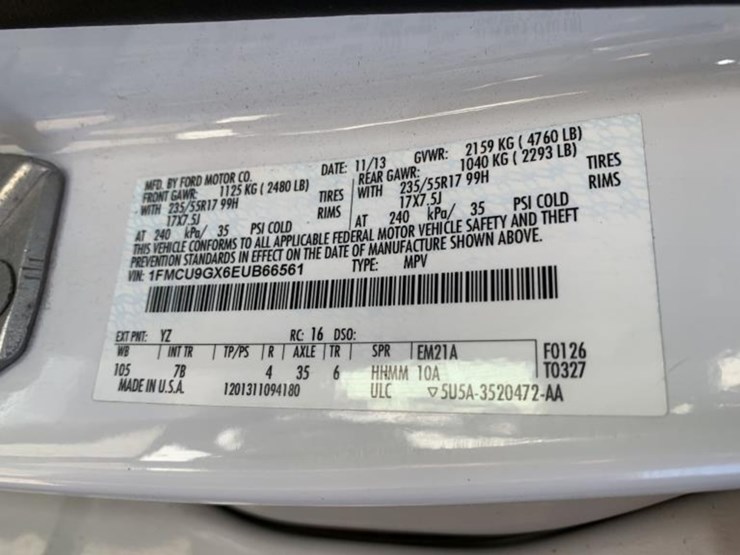 MFD. BY FORD MOTOR CO. DATE: 11/13 GVWR: 2159 KG ( 4760 LB)
FRONT GAWR: 1125 KG ( 2480 LB) REAR GAWR: 1040 KG ( 2293 LB)
WITH 235/55R17 99H TIRES WITH 235/55R17 99H TIRES
17X7.5J RIMS 17X7.5J RIMS
AT 240 kPa/ 35 PSI COLD AT 240 kPa/ 35 PSI COLD
THIS VEHICLE CONFORMS TO ALL APPLICABLE FEDERAL MOTOR VEHICLE SAFETY AND THEFT
PREVENTION STANDARDS IN EFFECT ON THE DATE OF MANUFACTURE SHOWN ABOVE.
VIN: 1FMCU9GX6EUB66561 TYPE: MPV
EXT PNT: YZ RC: 16 DSO:
WB INT TR TP/PS R AXLE TR SPR EM21A F0126
105 7B 4 35 6 HHMM 10A T0327
MADE IN U.S.A. 1201311094180 ULC ▽5U5A-3520472-AA